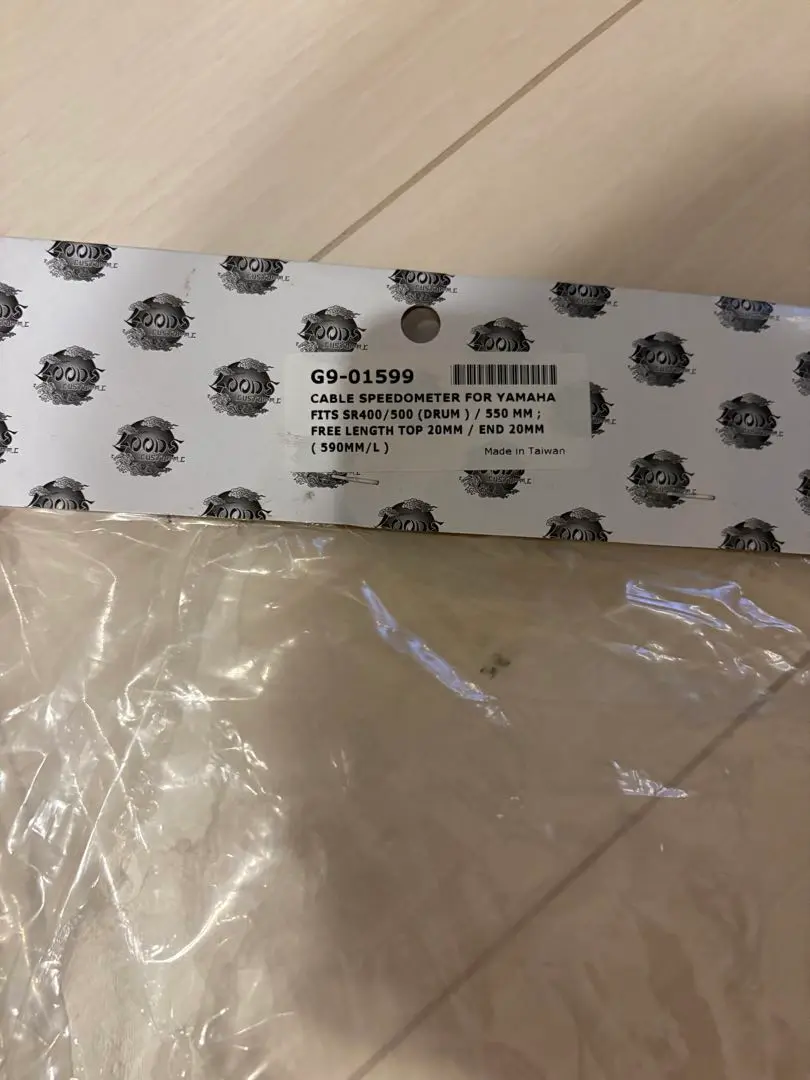 G9-01599
CABLE SPEEDOMETER FOR YAMAHA
FITS SR400/500 (DRUM ) / 550 MM ;
FREE LENGTH TOP 20MM / END 20MM
( 590MM/L )
Made in Taiwan